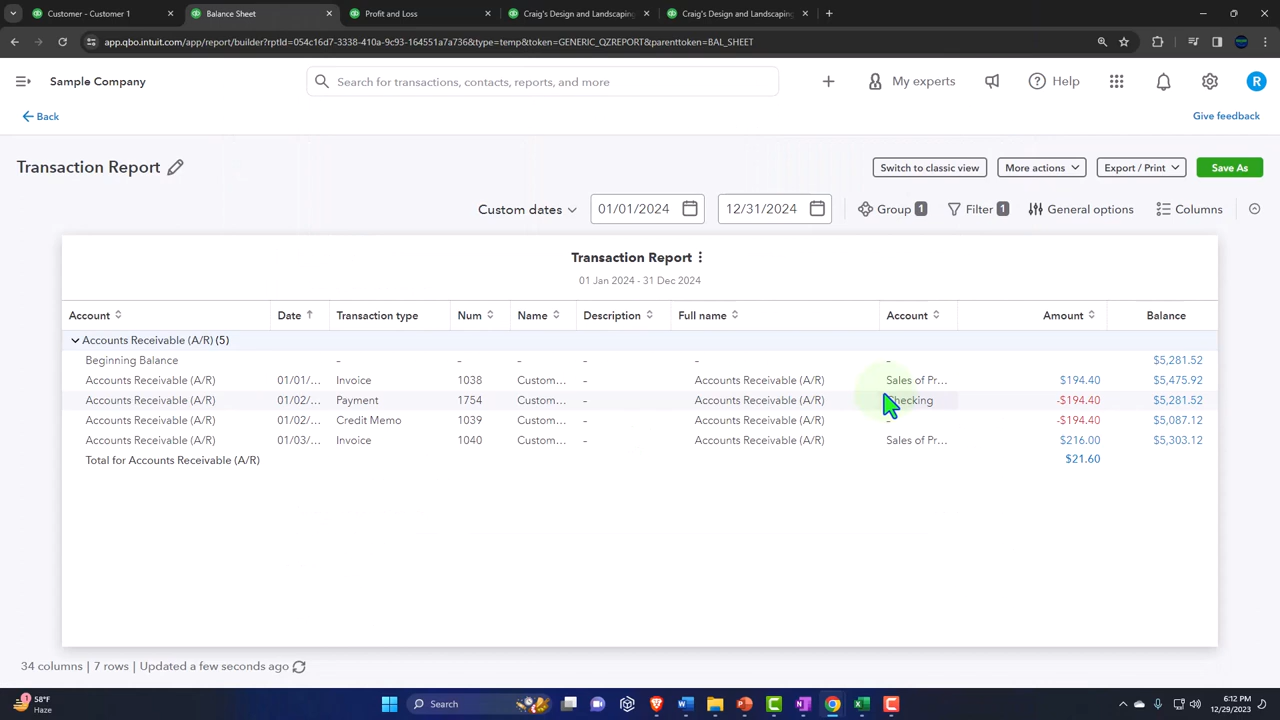 Customer - Customer 1
Balance Sheet
Profit and Loss
Craig's Design and Landscaping
Craig's Design and Landscaping
app.qbo.intuit.com/app/report/builder?rptId=054c16d7-3338-410a-9c93-164551a7a736&type=temp&token=GENERIC_QZREPORT&parenttoken=BAL_SHEET
Sample Company
Search for transactions, contacts, reports, and more
My experts
Help
R
Back
Give feedback
Transaction Report
Switch to classic view
More actions
Export / Print
Save As
Custom dates
01/01/2024
12/31/2024
Group 1
Filter 1
General options
Columns
Transaction Report
01 Jan 2024 - 31 Dec 2024
Account Date Transaction type Num Name Description Full name Account Amount Balance
Accounts Receivable (A/R) (5)
Beginning Balance - - - - - - - $5,281.52
Accounts Receivable (A/R) 01/01/... Invoice 1038 Custom... - Accounts Receivable (A/R) Sales of Pr... $194.40 $5,475.92
Accounts Receivable (A/R) 01/02/... Payment 1754 Custom... - Accounts Receivable (A/R) Checking -$194.40 $5,281.52
Accounts Receivable (A/R) 01/02/... Credit Memo 1039 Custom... - Accounts Receivable (A/R) - -$194.40 $5,087.12
Accounts Receivable (A/R) 01/03/... Invoice 1040 Custom... - Accounts Receivable (A/R) Sales of Pr... $216.00 $5,303.12
Total for Accounts Receivable (A/R) $21.60
34 columns | 7 rows | Updated a few seconds ago
58°F
Haze
Search
6:12 PM
12/29/2023